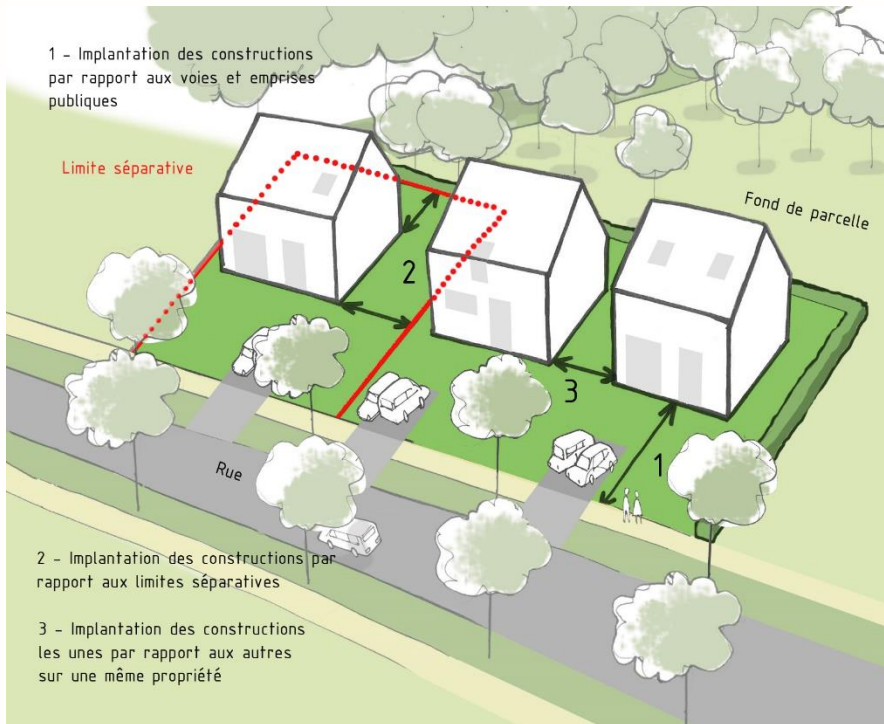 1 - Implantation des constructions
par rapport aux voies et emprises
publiques
Limite séparative
Fond de parcelle
2
3
1
Rue
2 - Implantation des constructions par
rapport aux limites séparatives
3 - Implantation des constructions
les unes par rapport aux autres
sur une même propriété